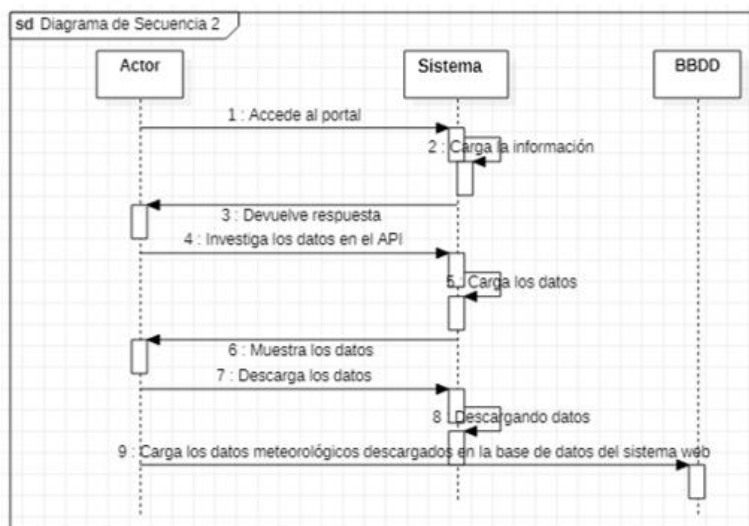 sd Diagrama de Secuencia 2
Actor
Sistema
BBDD
1 : Accede al portal
2 : Carga la información
3 : Devuelve respuesta
4 : Investiga los datos en el API
5 : Carga los datos
6 : Muestra los datos
7 : Descarga los datos
8 : Descargando datos
9 : Carga los datos meteorológicos descargados en la base de datos del sistema web